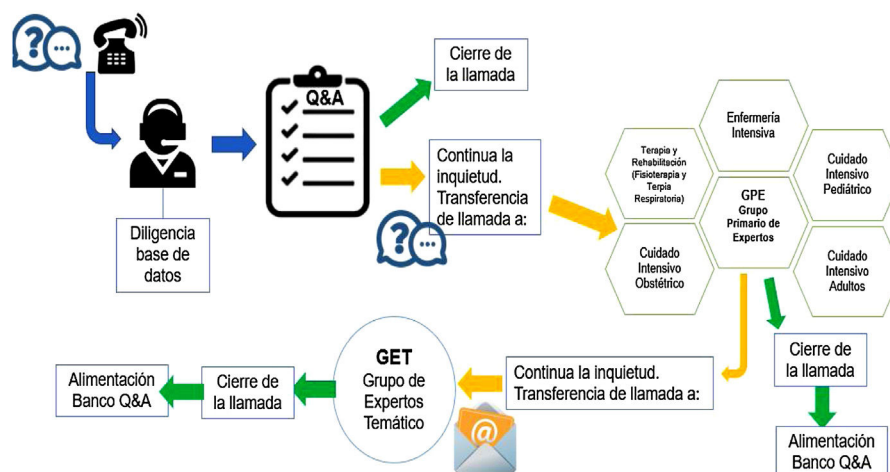 Q&A
Cierre de
la llamada
Continua la
inquietud.
Transferencia
de llamada a:
Diligencia
base de
datos
Enfermería
Intensiva
Terapia y
Rehabilitación
(Fisioterapia y
Terpia
Respiratoria)
Cuidado
Intensivo
Pediátrico
GPE
Grupo
Primario de
Expertos
Cuidado
Intensivo
Obstétrico
Cuidado
Intensivo
Adultos
Cierre de
la llamada
Alimentación
Banco Q&A
Continua la inquietud.
Transferencia de llamada a:
GET
Grupo de
Expertos
Temático
Cierre de
la llamada
Alimentación
Banco Q&A